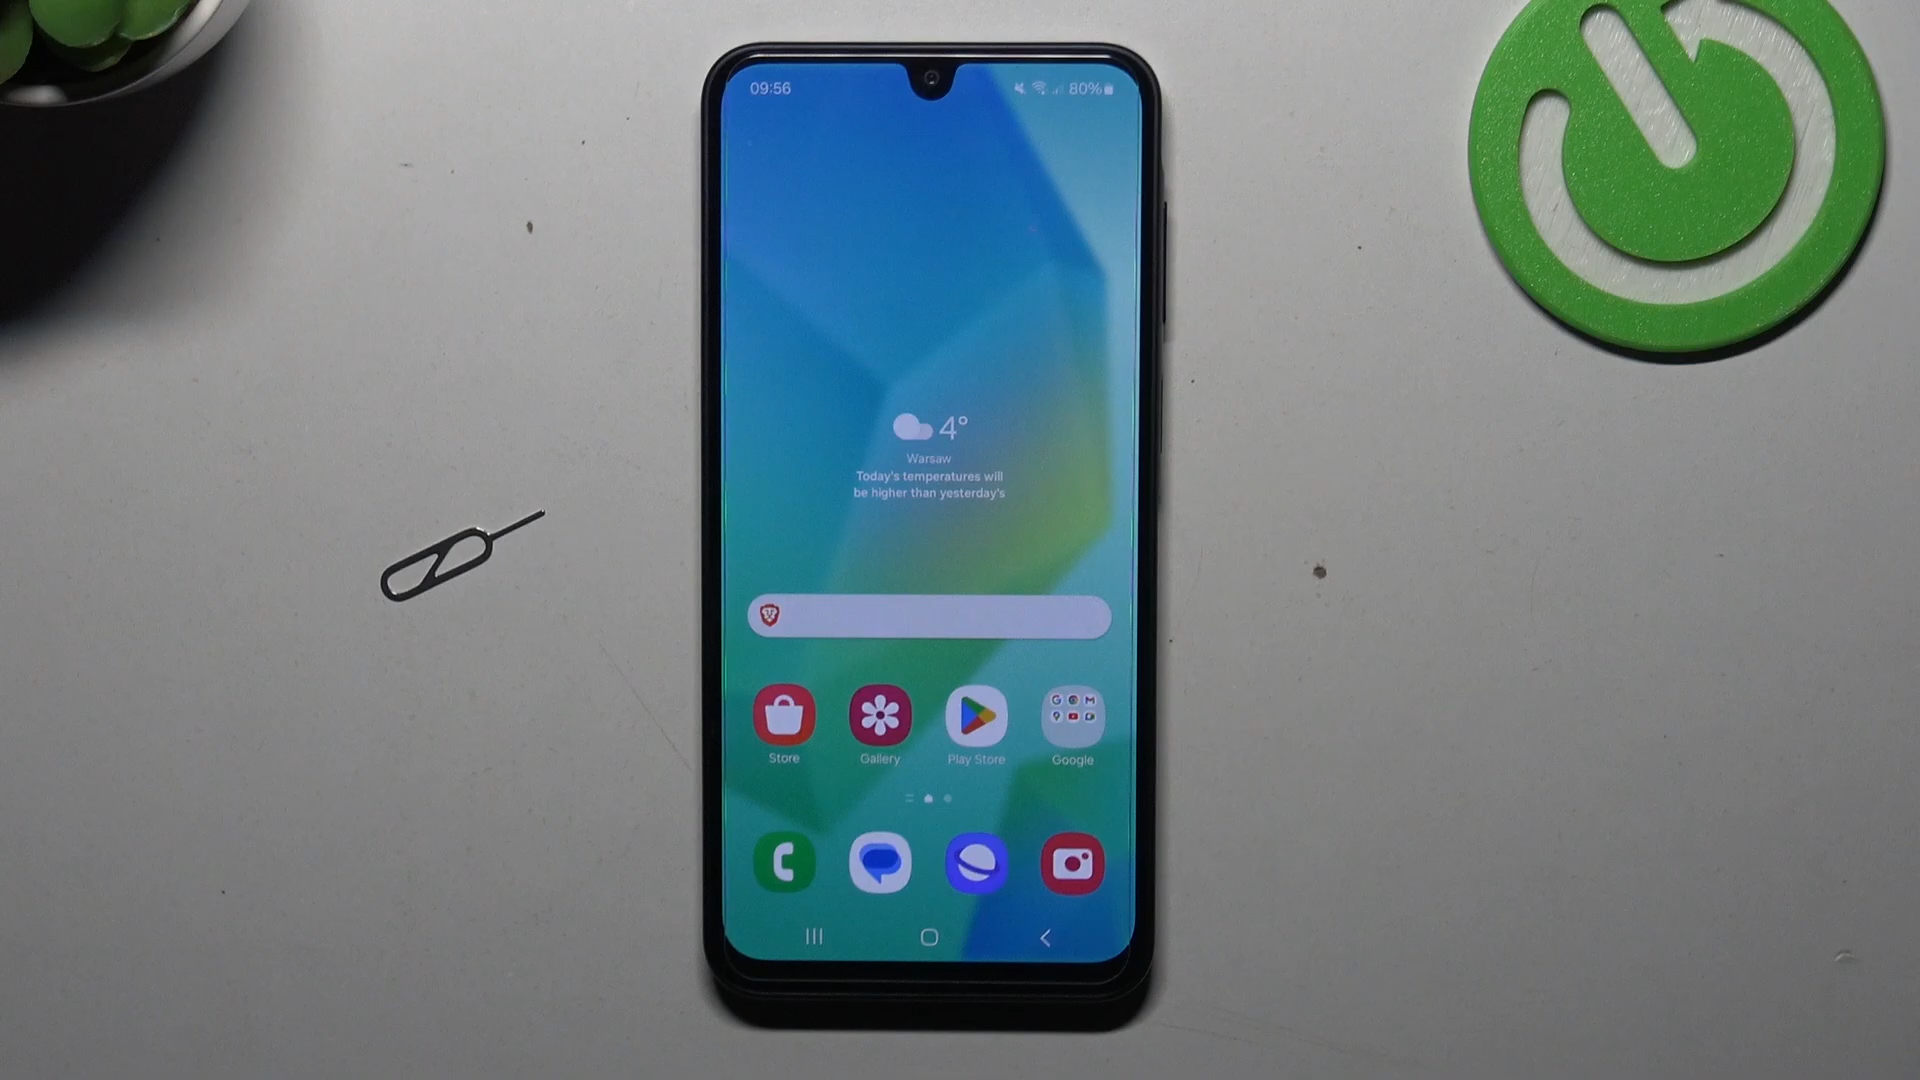 09:56
80%
4°
Warsaw
Today's temperatures will
be higher than yesterday's
Store
Gallery
Play Store
Google